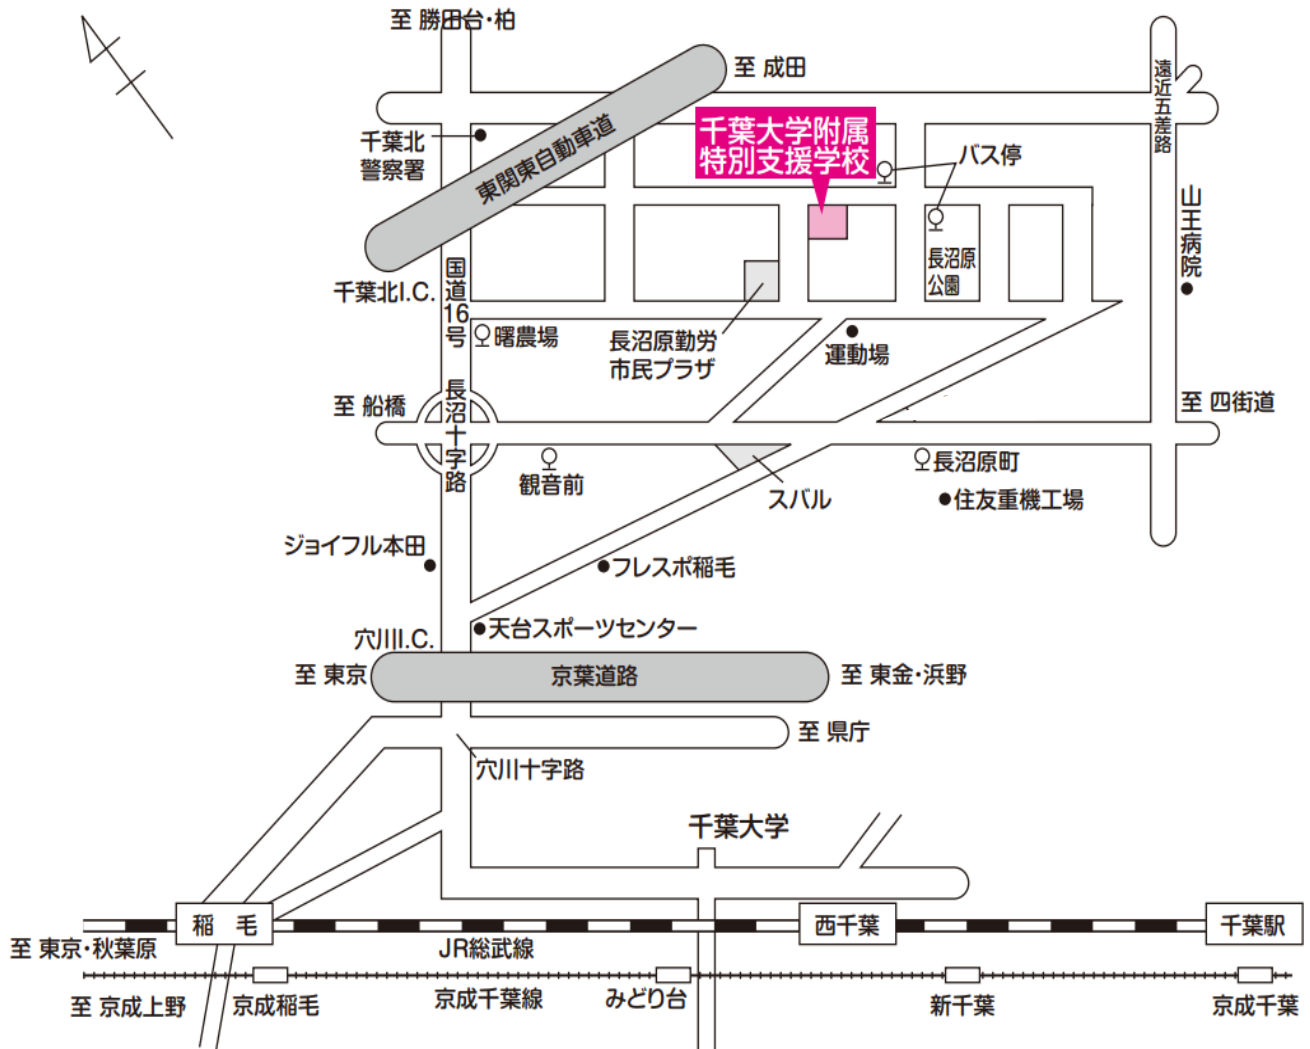 至 勝田台・柏
至 成田
遠近五差路
千葉北
警察署
東関東自動車道
千葉大学附属
特別支援学校
バス停
山王病院
長沼原
公園
千葉北I.C.
国道16号
曙農場
長沼原勤労
市民プラザ
運動場
至 船橋
長沼十字路
至 四街道
観音前
スバル
長沼原町
住友重機工場
ジョイフル本田
フレスポ稲毛
天台スポーツセンター
穴川I.C.
至 東京
京葉道路
至 東金・浜野
至 県庁
穴川十字路
千葉大学
稲 毛
西千葉
千葉駅
至 東京・秋葉原
JR総武線
至 京成上野
京成稲毛
京成千葉線
みどり台
新千葉
京成千葉